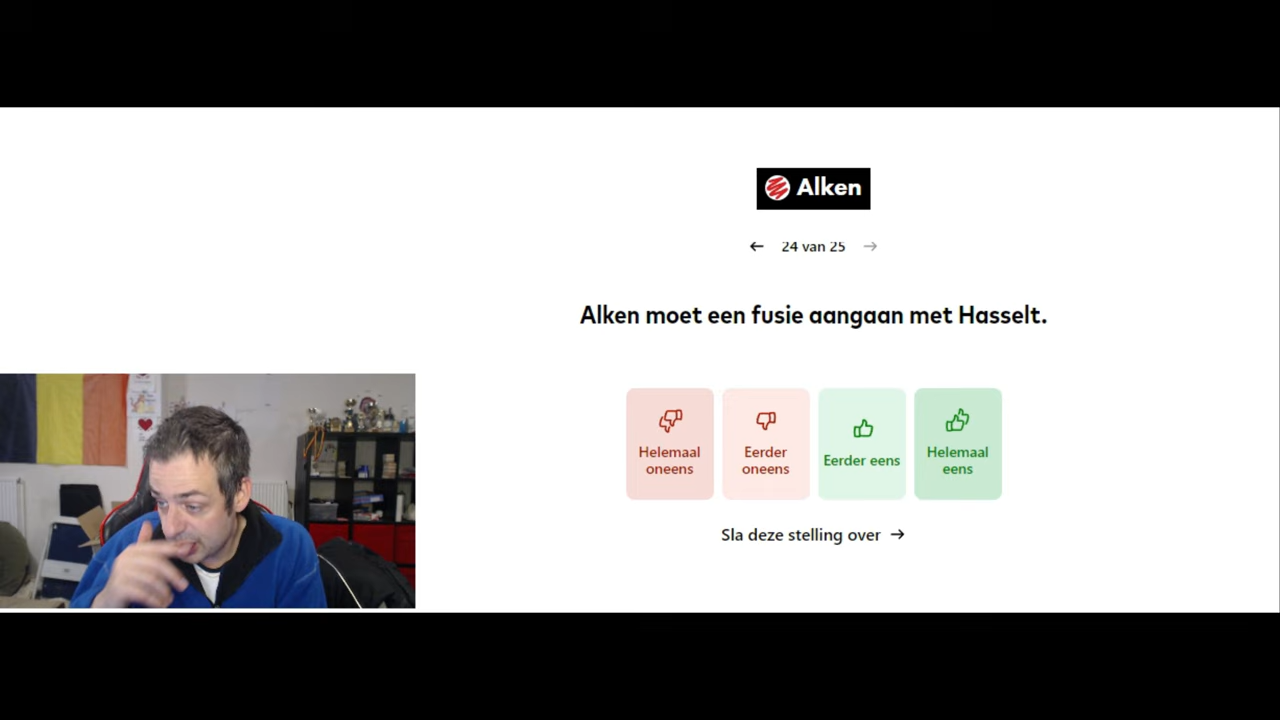 Alken
24 van 25
Alken moet een fusie aangaan met Hasselt.
Helemaal
oneens
Eerder
oneens
Eerder eens
Helemaal
eens
Sla deze stelling over